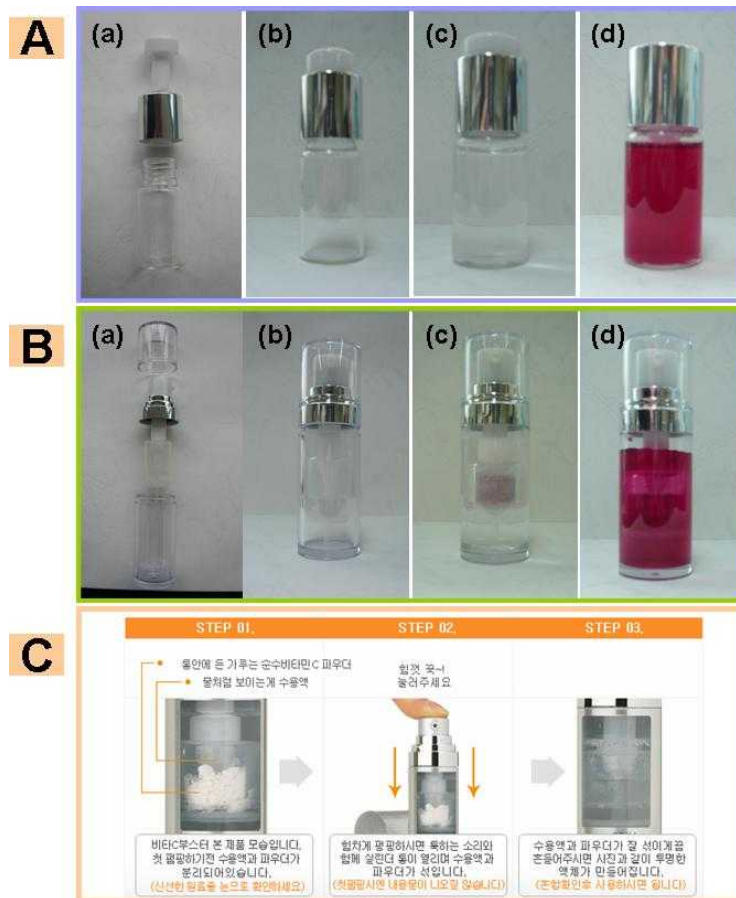 A
(a)
(b)
(c)
(d)
B
(a)
(b)
(c)
(d)
C
STEP 01.
STEP 02.
STEP 03.
통안에 든 가루는 순수비타민C 파우더
물처럼 보이는게 수용액
힘껏 꾹~!
눌러주세요
비타C부스터 본 제품 모습입니다.
첫 펌핑하기전 수용액과 파우더가
분리되어있습니다.
(신선한 원료를 눈으로 확인하세요)
힘차게 펌핑하시면 툭하는 소리와
함께 실린더 통이 열리며 수용액과
파우더가 섞입니다.
(첫펌핑시엔 내용물이 나오질 않습니다)
수용액과 파우더가 잘 섞이게끔
흔들어주시면 사진과 같이 투명한
액체가 만들어집니다.
(혼합확인후 사용하시면 됩니다)